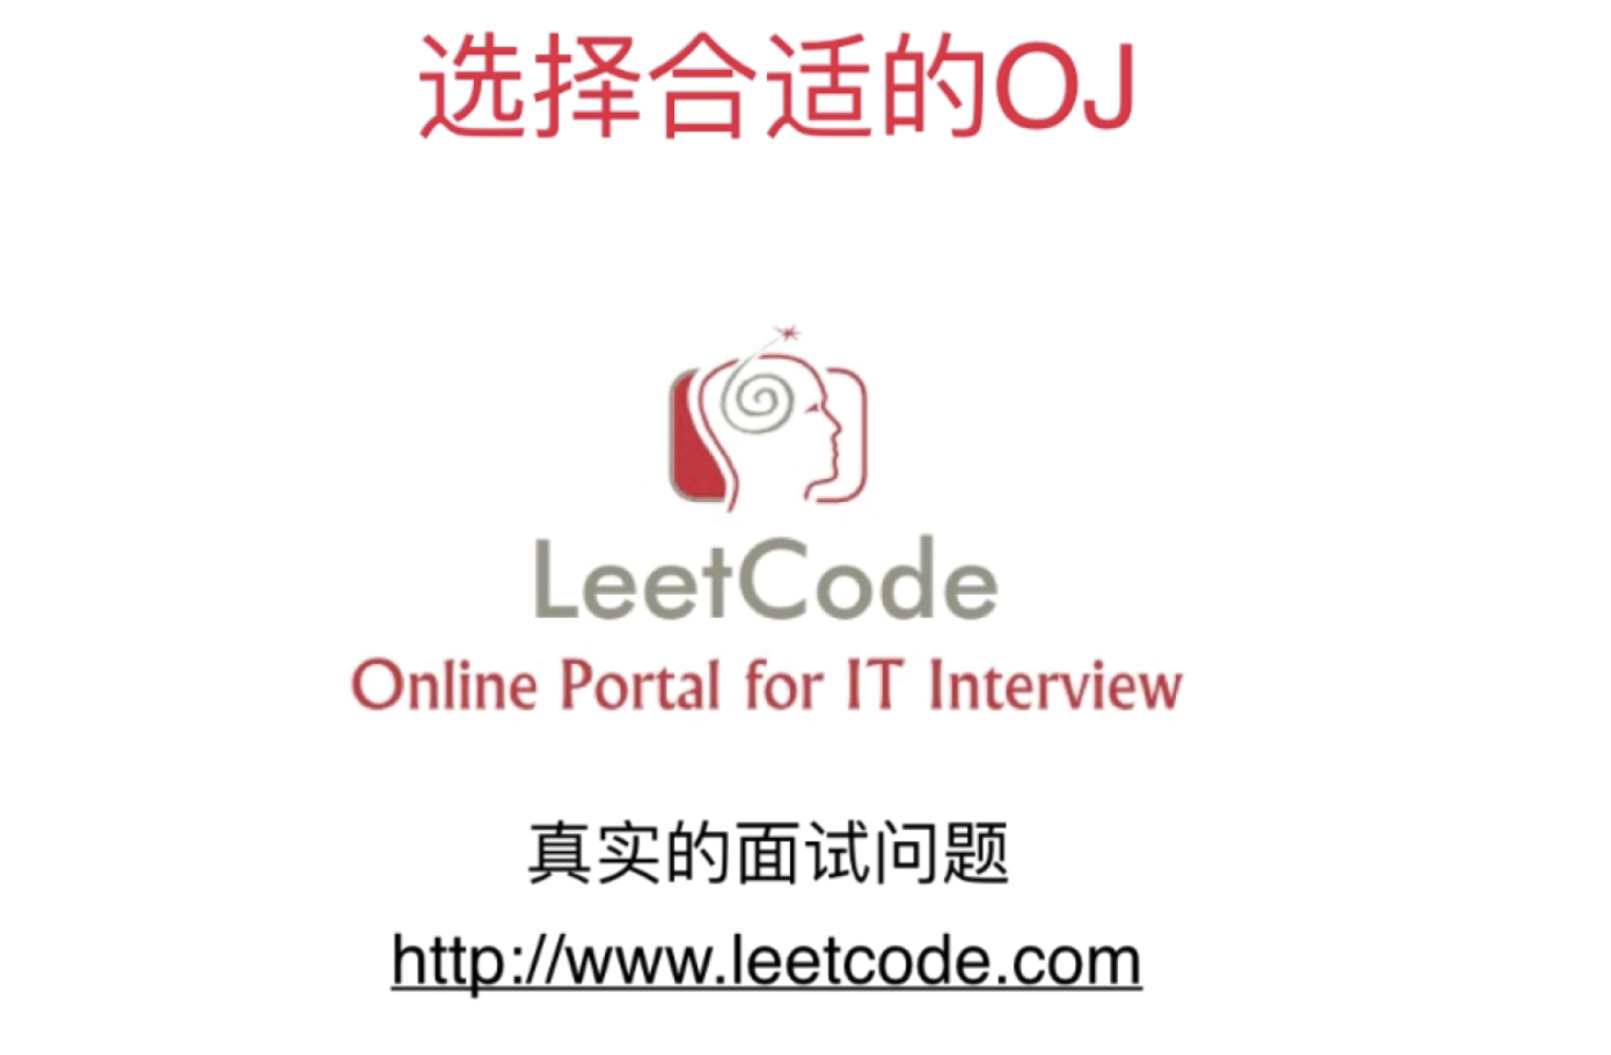 选择合适的OJ
LeetCode
Online Portal for IT Interview
真实的面试问题
http://www.leetcode.com